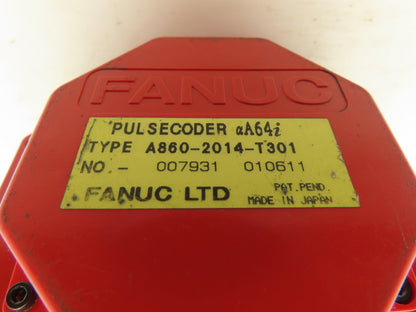 FANUC
PULSECODER αA64i
TYPE A860-2014-T301
NO.- 007931 010611
FANUC LTD PAT.PEND.
MADE IN JAPAN